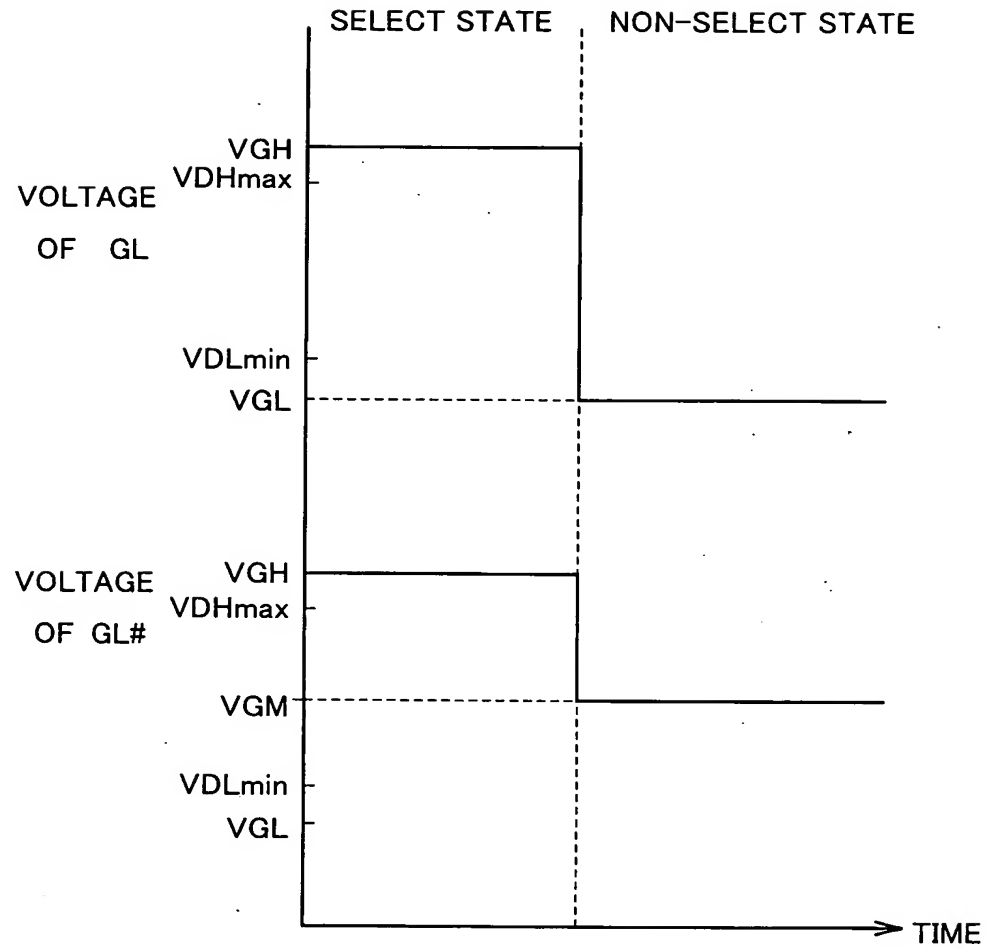 SELECT STATE
NON-SELECT STATE
VGH
VDHmax
VOLTAGE
OF GL
VDLmin
VGL
VGH
VOLTAGE
VDHmax
OF GL#
VGM
VDLmin
VGL
TIME